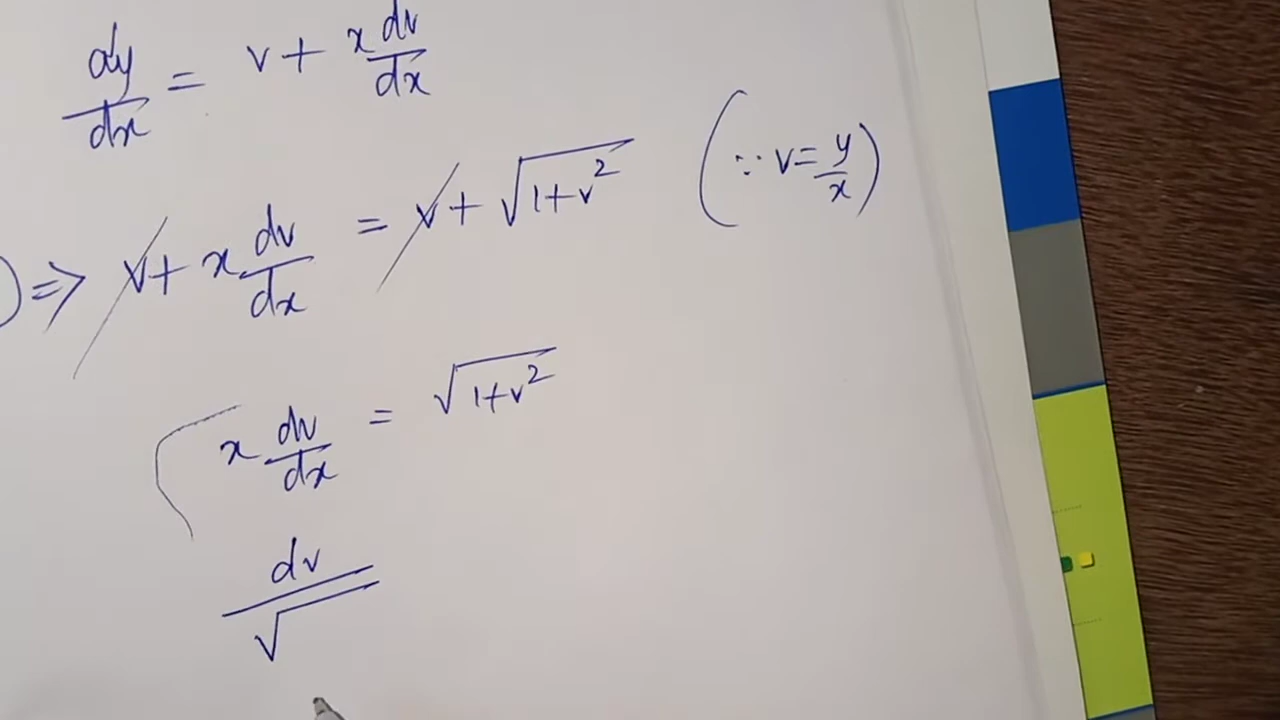 dy/dx = v + x dv/dx
) ⇒ v + x dv/dx = v + √(1+v²) (∵ v = y/x)
x dv/dx = √(1+v²)
dv/√